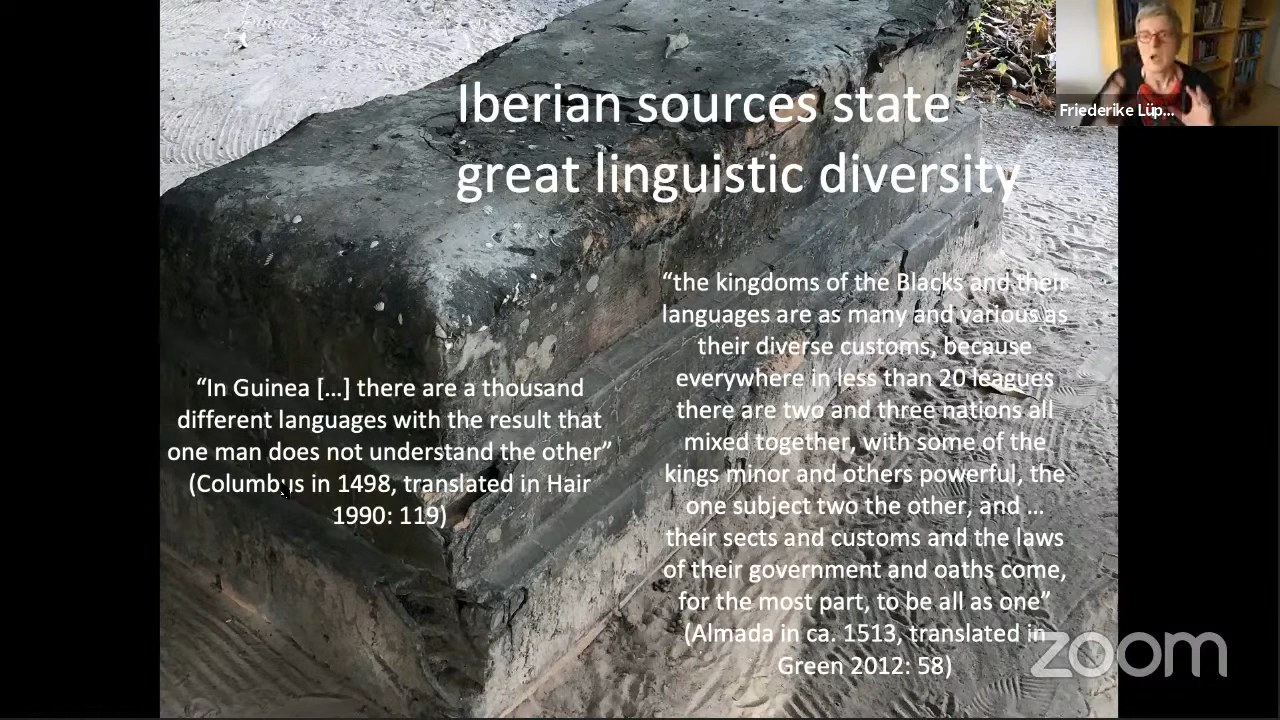 Iberian sources state
great linguistic diversity
Friederike Lüp...
“the kingdoms of the Blacks and their
languages are as many and various as
their diverse customs, because
everywhere in less than 20 leagues
there are two and three nations all
mixed together, with some of the
kings minor and others powerful, the
one subject two the other, and ...
their sects and customs and the laws
of their government and oaths come,
for the most part, to be all as one”
(Almada in ca. 1513, translated in
Green 2012: 58)
“In Guinea [...] there are a thousand
different languages with the result that
one man does not understand the other”
(Columbus in 1498, translated in Hair
1990: 119)
zoom